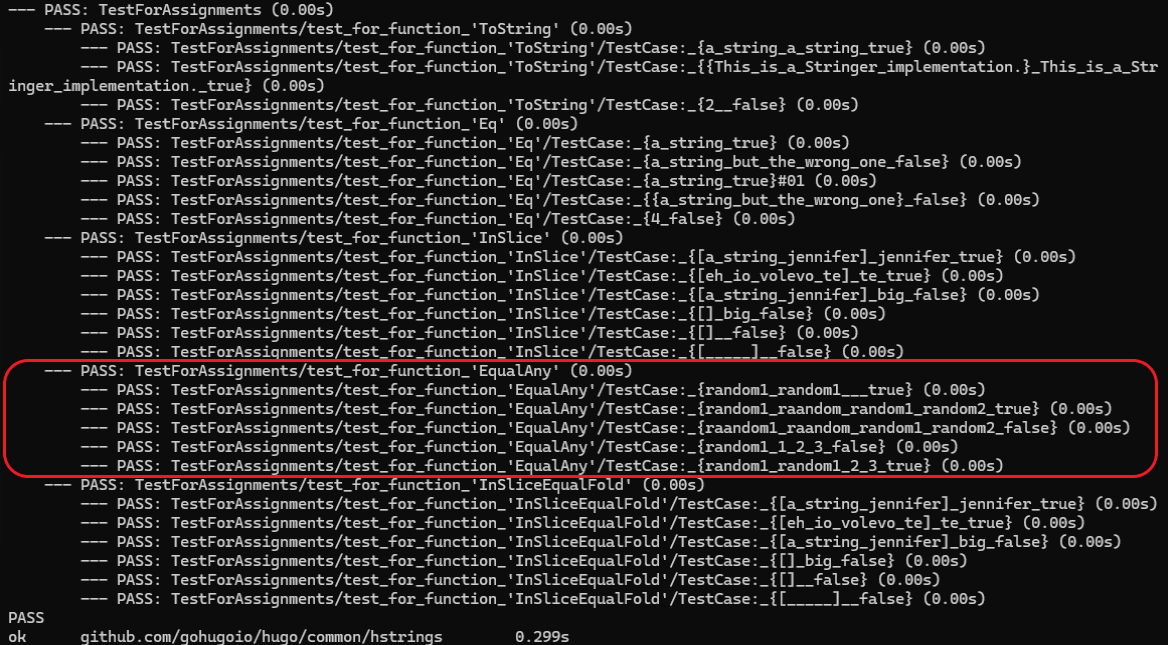 --- PASS: TestForAssignments (0.00s)
    --- PASS: TestForAssignments/test_for_function_'ToString' (0.00s)
        --- PASS: TestForAssignments/test_for_function_'ToString'/TestCase:_{a_string_a_string_true} (0.00s)
        --- PASS: TestForAssignments/test_for_function_'ToString'/TestCase:_{{This_is_a_Stringer_implementation.}_This_is_a_Str
inger_implementation._true} (0.00s)
        --- PASS: TestForAssignments/test_for_function_'ToString'/TestCase:_{2__false} (0.00s)
    --- PASS: TestForAssignments/test_for_function_'Eq' (0.00s)
        --- PASS: TestForAssignments/test_for_function_'Eq'/TestCase:_{a_string_true} (0.00s)
        --- PASS: TestForAssignments/test_for_function_'Eq'/TestCase:_{a_string_but_the_wrong_one_false} (0.00s)
        --- PASS: TestForAssignments/test_for_function_'Eq'/TestCase:_{a_string_true}#01 (0.00s)
        --- PASS: TestForAssignments/test_for_function_'Eq'/TestCase:_{{a_string_but_the_wrong_one}_false} (0.00s)
        --- PASS: TestForAssignments/test_for_function_'Eq'/TestCase:_{4_false} (0.00s)
    --- PASS: TestForAssignments/test_for_function_'InSlice' (0.00s)
        --- PASS: TestForAssignments/test_for_function_'InSlice'/TestCase:_{[a_string_jennifer]_jennifer_true} (0.00s)
        --- PASS: TestForAssignments/test_for_function_'InSlice'/TestCase:_{[eh_io_volevo_te]_te_true} (0.00s)
        --- PASS: TestForAssignments/test_for_function_'InSlice'/TestCase:_{[a_string_jennifer]_big_false} (0.00s)
        --- PASS: TestForAssignments/test_for_function_'InSlice'/TestCase:_{[]_big_false} (0.00s)
        --- PASS: TestForAssignments/test_for_function_'InSlice'/TestCase:_{[]__false} (0.00s)
        --- PASS: TestForAssignments/test_for_function_'InSlice'/TestCase:_{[_____]__false} (0.00s)
    --- PASS: TestForAssignments/test_for_function_'EqualAny' (0.00s)
        --- PASS: TestForAssignments/test_for_function_'EqualAny'/TestCase:_{random1_random1___true} (0.00s)
        --- PASS: TestForAssignments/test_for_function_'EqualAny'/TestCase:_{random1_raandom_random1_random2_true} (0.00s)
        --- PASS: TestForAssignments/test_for_function_'EqualAny'/TestCase:_{raandom1_raandom_random1_random2_false} (0.00s)
        --- PASS: TestForAssignments/test_for_function_'EqualAny'/TestCase:_{random1_1_2_3_false} (0.00s)
        --- PASS: TestForAssignments/test_for_function_'EqualAny'/TestCase:_{random1_random1_2_3_true} (0.00s)
    --- PASS: TestForAssignments/test_for_function_'InSliceEqualFold' (0.00s)
        --- PASS: TestForAssignments/test_for_function_'InSliceEqualFold'/TestCase:_{[a_string_jennifer]_jennifer_true} (0.00s)
        --- PASS: TestForAssignments/test_for_function_'InSliceEqualFold'/TestCase:_{[eh_io_volevo_te]_te_true} (0.00s)
        --- PASS: TestForAssignments/test_for_function_'InSliceEqualFold'/TestCase:_{[a_string_jennifer]_big_false} (0.00s)
        --- PASS: TestForAssignments/test_for_function_'InSliceEqualFold'/TestCase:_{[]_big_false} (0.00s)
        --- PASS: TestForAssignments/test_for_function_'InSliceEqualFold'/TestCase:_{[]__false} (0.00s)
        --- PASS: TestForAssignments/test_for_function_'InSliceEqualFold'/TestCase:_{[_____]__false} (0.00s)
PASS
ok      github.com/gohugoio/hugo/common/hstrings        0.299s